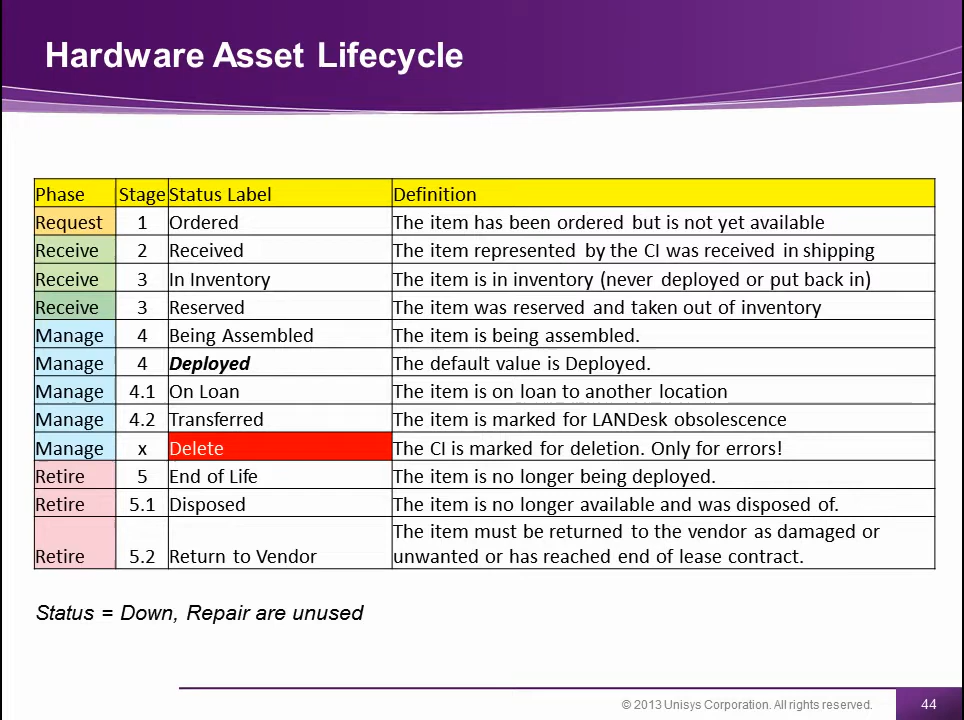 Hardware Asset Lifecycle
Phase Stage Status Label Definition
Request 1 Ordered The item has been ordered but is not yet available
Receive 2 Received The item represented by the CI was received in shipping
Receive 3 In Inventory The item is in inventory (never deployed or put back in)
Receive 3 Reserved The item was reserved and taken out of inventory
Manage 4 Being Assembled The item is being assembled.
Manage 4 Deployed The default value is Deployed.
Manage 4.1 On Loan The item is on loan to another location
Manage 4.2 Transferred The item is marked for LANDesk obsolescence
Manage x Delete The CI is marked for deletion. Only for errors!
Retire 5 End of Life The item is no longer being deployed.
Retire 5.1 Disposed The item is no longer available and was disposed of.
The item must be returned to the vendor as damaged or
Retire 5.2 Return to Vendor unwanted or has reached end of lease contract.
Status = Down, Repair are unused
© 2013 Unisys Corporation. All rights reserved. 44